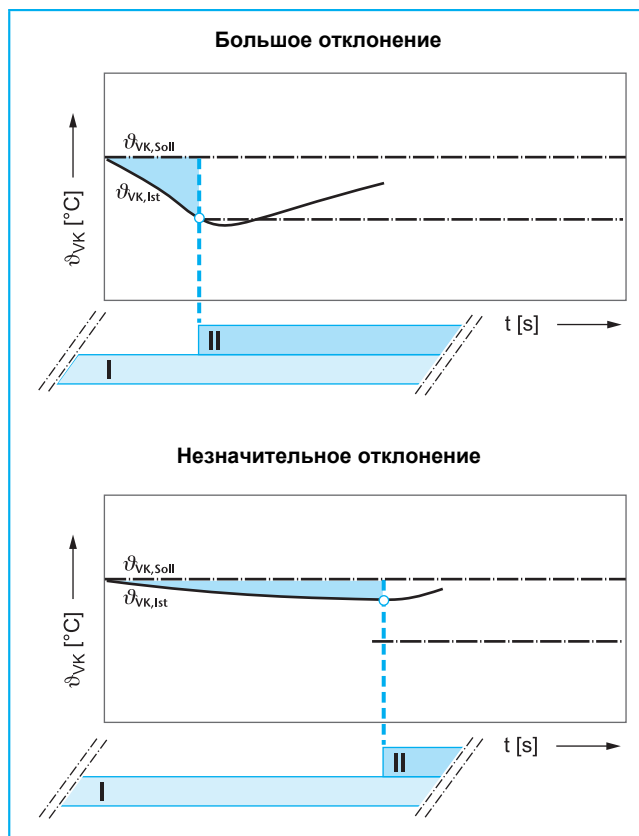 Большое отклонение
ϑVK,Soll
ϑVK,Ist
ϑVK [°C]
t [s]
II
I
Незначительное отклонение
ϑVK,Soll
ϑVK,Ist
ϑVK [°C]
t [s]
II
I